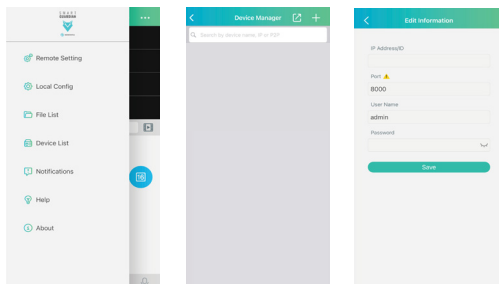 SMART
Remote Setting
Local Config
File List
Device List
Notifications
Help
About
Device Manager
Search by device name, IP or P2P
Edit Information
IP Address/ID
Port
8000
User Name
admin
Password
Save